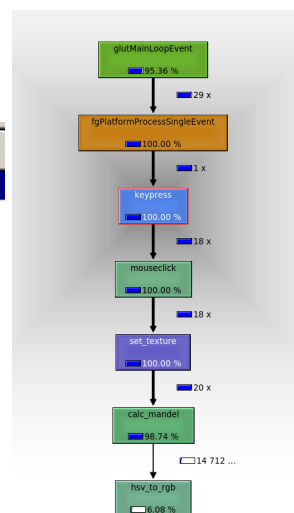 glutMainLoopEvent
95.36 %
29 x
fgPlatformProcessSingleEvent
100.00 %
1 x
keypress
100.00 %
18 x
mouseclick
100.00 %
18 x
set_texture
100.00 %
20 x
calc_mandel
98.74 %
14 712 ...
hsv_to_rgb
6.08 %